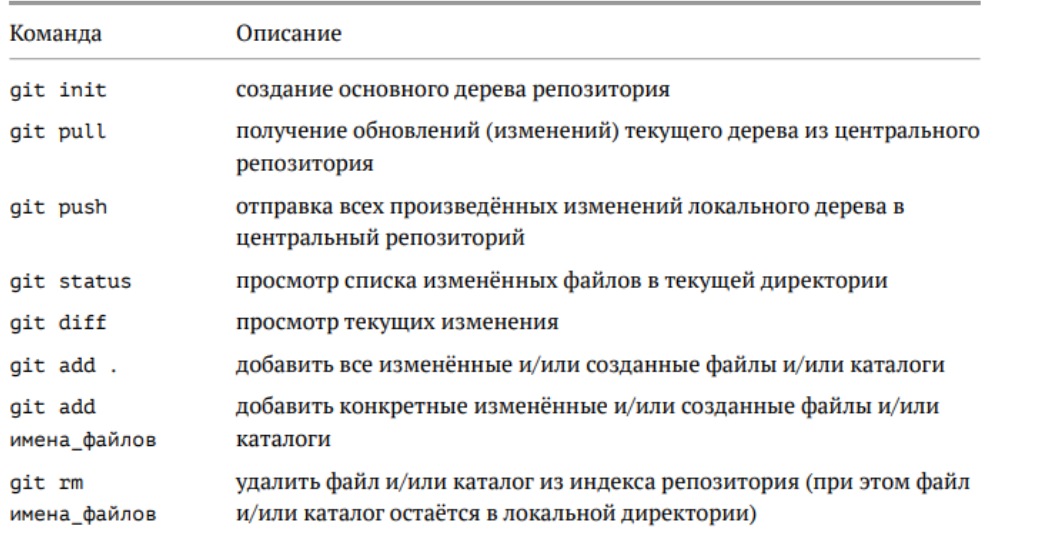 Команда Описание
git init создание основного дерева репозитория
git pull получение обновлений (изменений) текущего дерева из центрального
репозитория
git push отправка всех произведённых изменений локального дерева в
центральный репозиторий
git status просмотр списка изменённых файлов в текущей директории
git diff просмотр текущих изменения
git add . добавить все изменённые и/или созданные файлы и/или каталоги
git add добавить конкретные изменённые и/или созданные файлы и/или
имена_файлов каталоги
git rm удалить файл и/или каталог из индекса репозитория (при этом файл
имена_файлов и/или каталог остаётся в локальной директории)